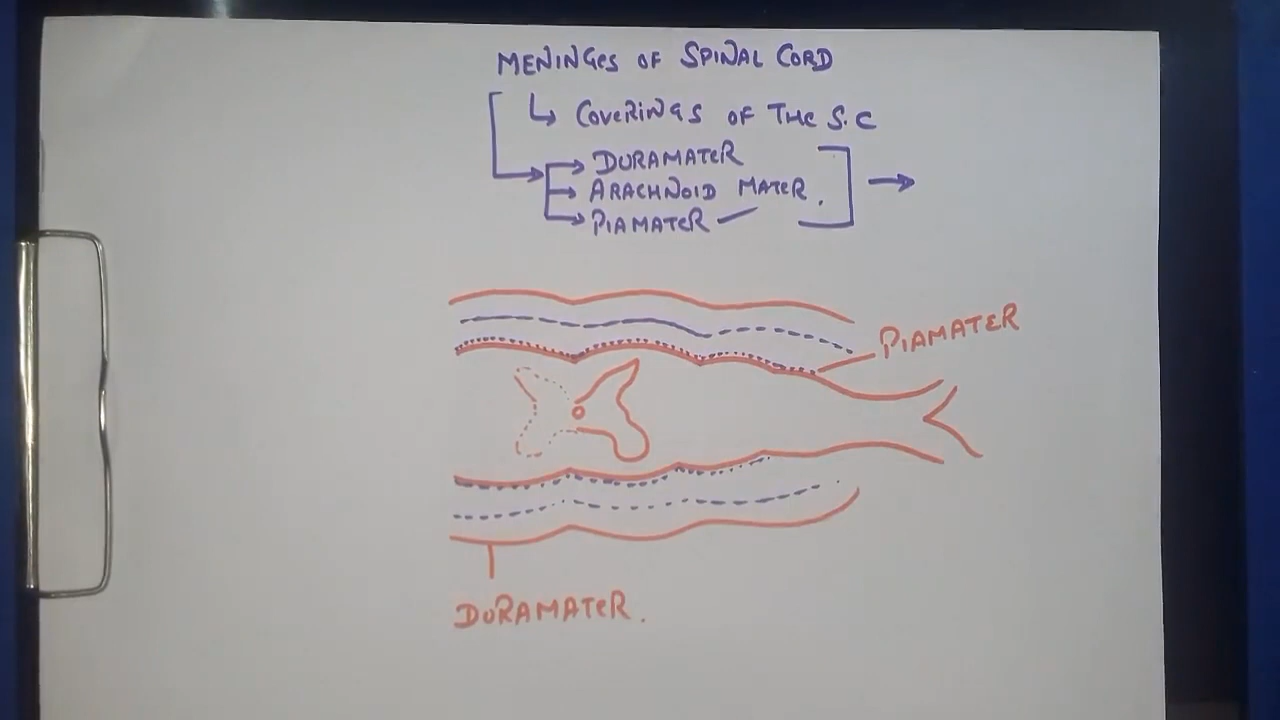 MENINGES OF SPINAL CORD
↳ COVERINGS OF THE S.C
→ DURAMATER
→ ARACHNOID MATER.
→ PIAMATER
PIAMATER
DURAMATER.